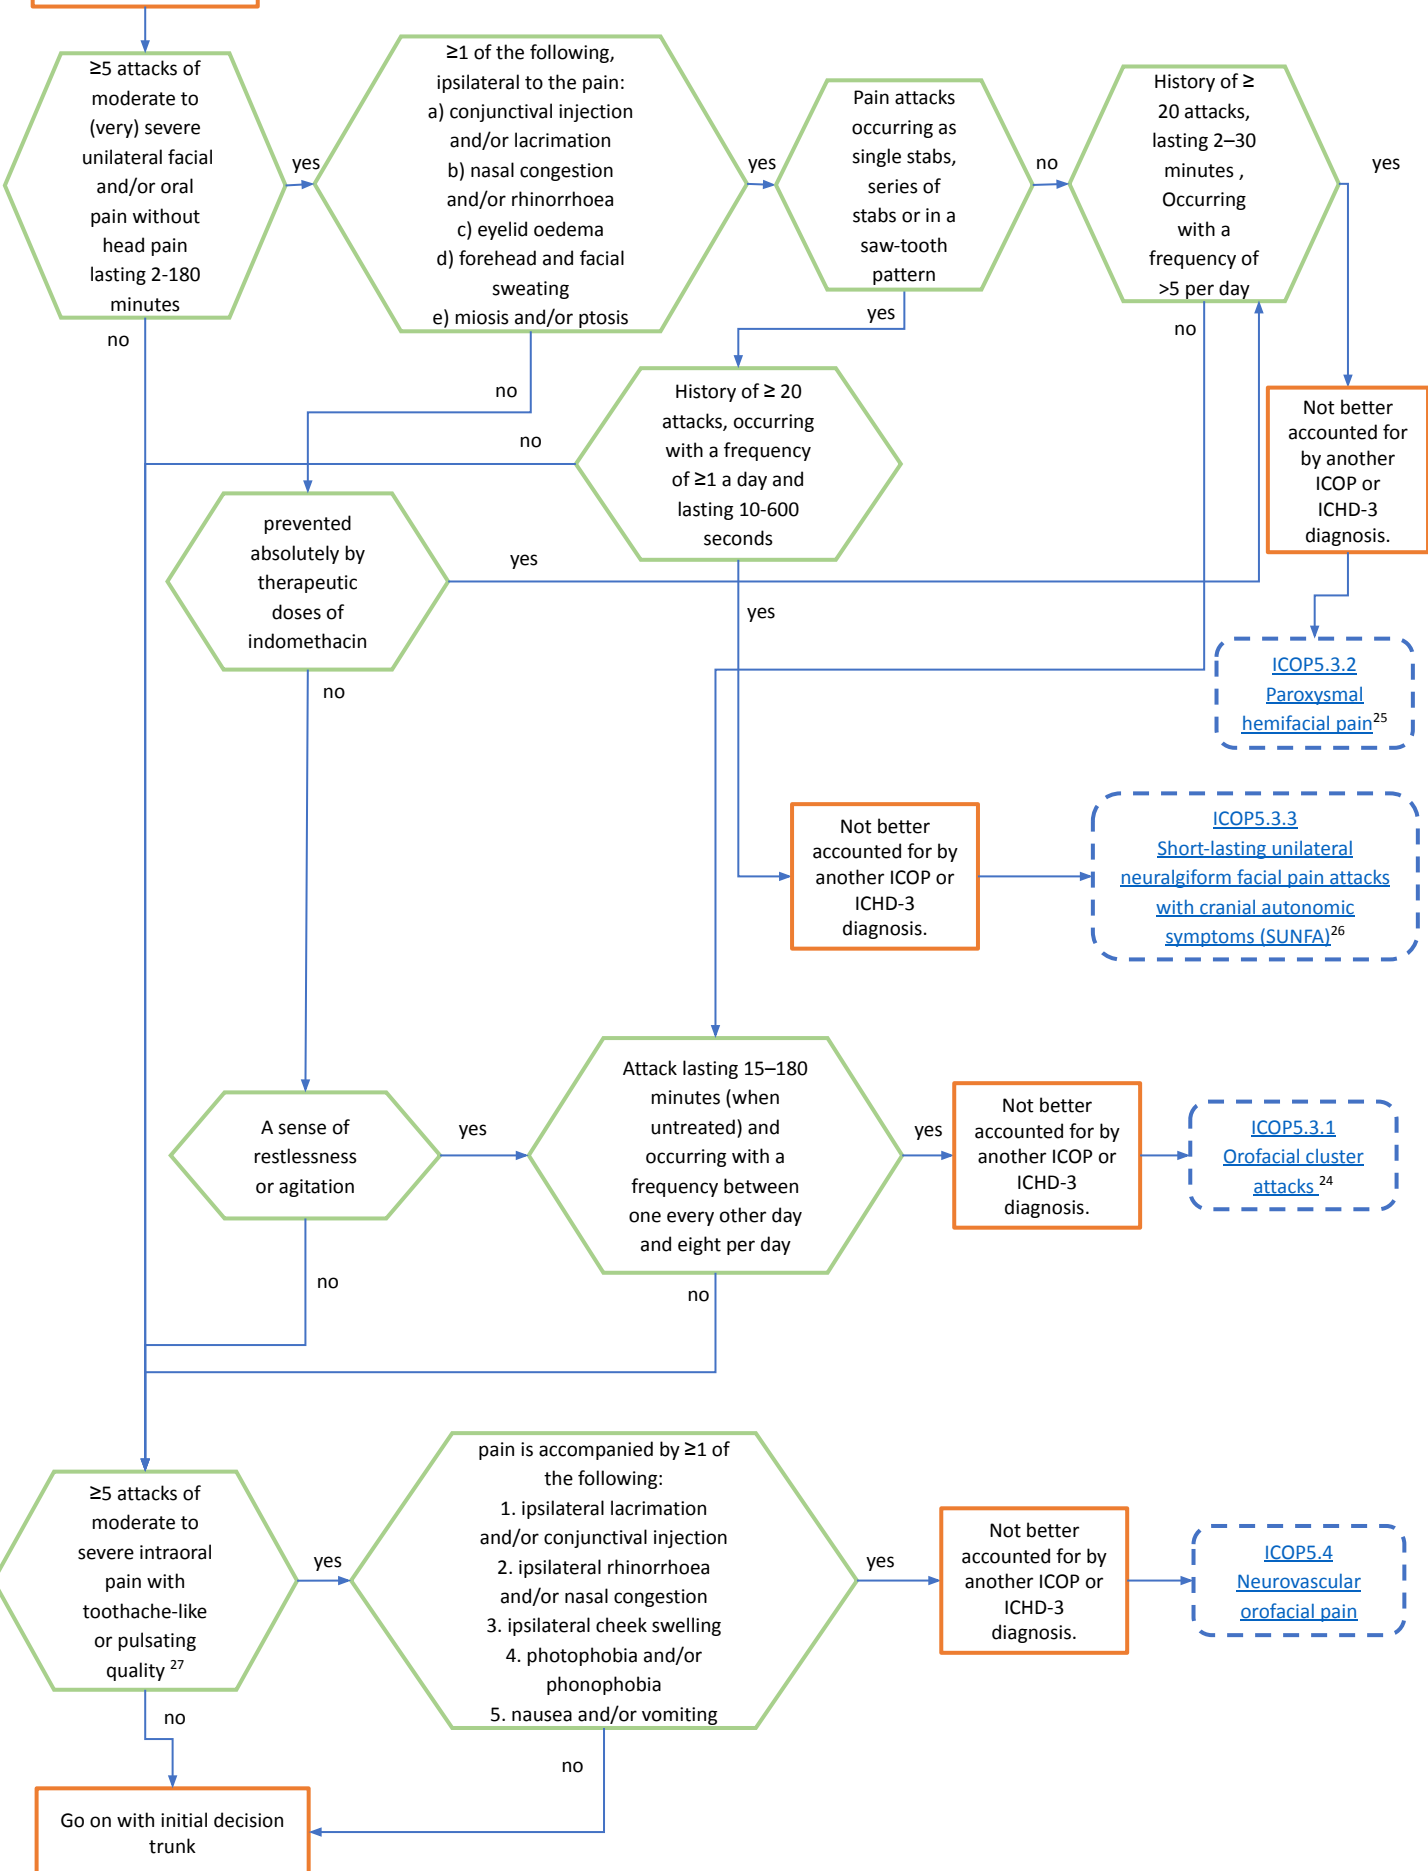 ≥5 attacks of
moderate to
(very) severe
unilateral facial
and/or oral
pain without
head pain
lasting 2-180
minutes
yes
no
≥1 of the following,
ipsilateral to the pain:
a) conjunctival injection
and/or lacrimation
b) nasal congestion
and/or rhinorrhoea
c) eyelid oedema
d) forehead and facial
sweating
e) miosis and/or ptosis
yes
no
Pain attacks
occurring as
single stabs,
series of
stabs or in a
saw-tooth
pattern
no
yes
History of ≥
20 attacks,
lasting 2–30
minutes ,
Occurring
with a
frequency of
>5 per day
yes
no
History of ≥ 20
attacks, occurring
with a frequency
of ≥1 a day and
lasting 10-600
seconds
no
yes
Not better
accounted for
by another
ICOP or
ICHD-3
diagnosis.
prevented
absolutely by
therapeutic
doses of
indomethacin
yes
no
ICOP5.3.2
Paroxysmal
hemifacial pain25
Not better
accounted for by
another ICOP or
ICHD-3
diagnosis.
ICOP5.3.3
Short-lasting unilateral
neuralgiform facial pain attacks
with cranial autonomic
symptoms (SUNFA)26
A sense of
restlessness
or agitation
yes
no
Attack lasting 15–180
minutes (when
untreated) and
occurring with a
frequency between
one every other day
and eight per day
yes
no
Not better
accounted for by
another ICOP or
ICHD-3
diagnosis.
ICOP5.3.1
Orofacial cluster
attacks 24
≥5 attacks of
moderate to
severe intraoral
pain with
toothache-like
or pulsating
quality 27
yes
no
pain is accompanied by ≥1 of
the following:
1. ipsilateral lacrimation
and/or conjunctival injection
2. ipsilateral rhinorrhoea
and/or nasal congestion
3. ipsilateral cheek swelling
4. photophobia and/or
phonophobia
5. nausea and/or vomiting
yes
no
Not better
accounted for by
another ICOP or
ICHD-3
diagnosis.
ICOP5.4
Neurovascular
orofacial pain
Go on with initial decision
trunk